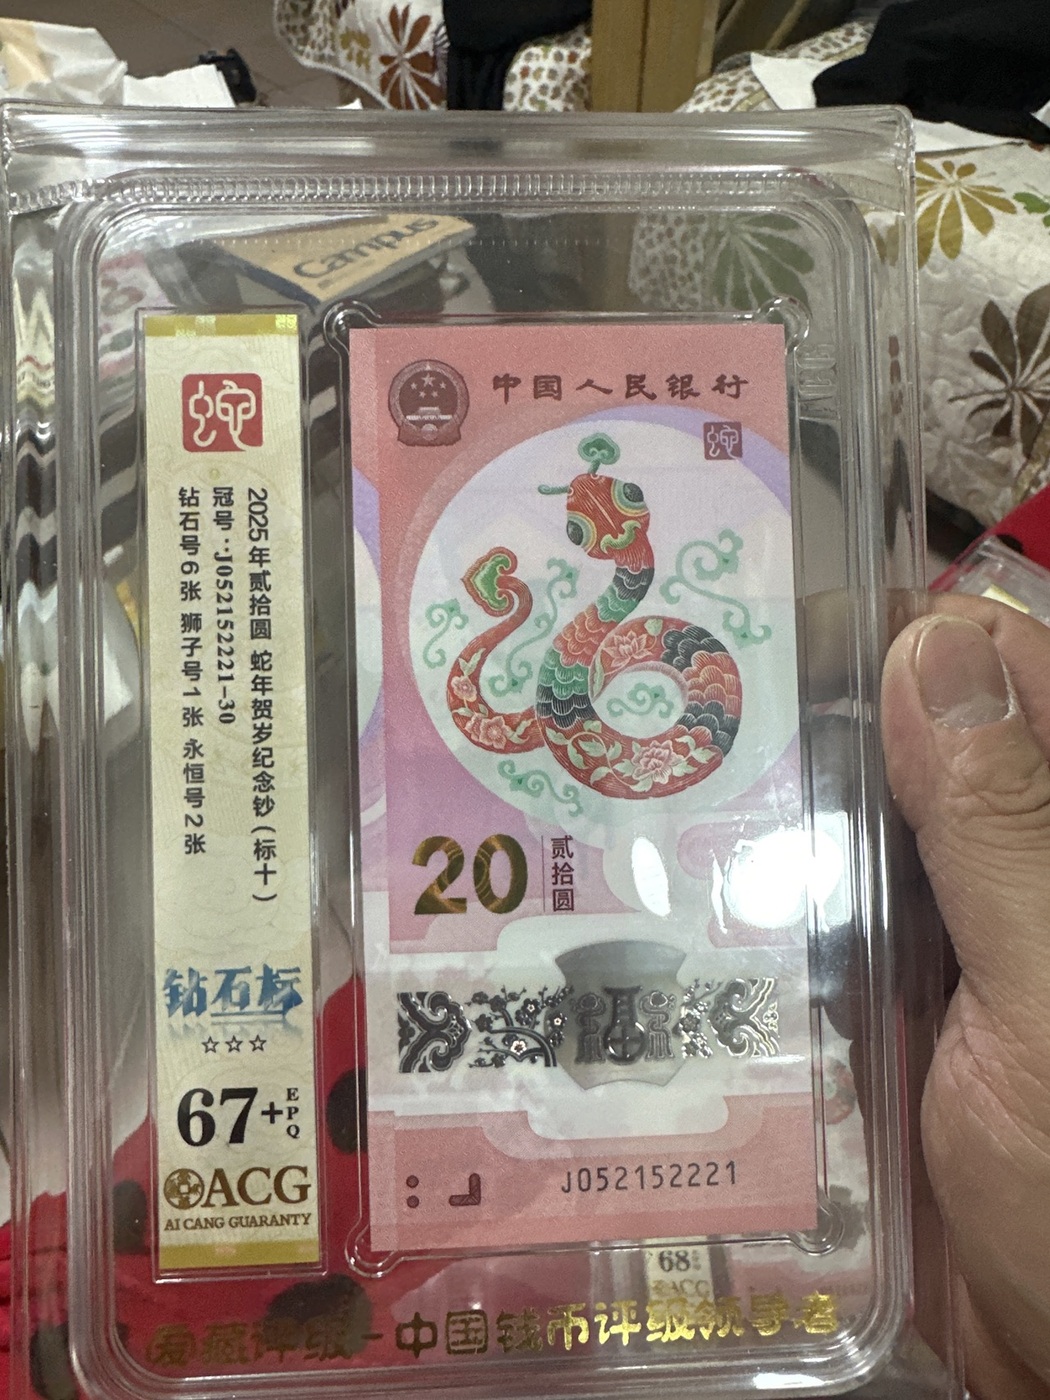 Campus
蛇
2025年贰拾圆 蛇年贺岁纪念钞(标十)
冠号:J052152221-30
钻石号6张 狮子号1张 永恒号2张
钻石标
☆☆☆
67+EPQ
ACG
AI CANG GUARANTY
中国人民银行
蛇
20 贰拾圆
福
J052152221
68
ACG
爱藏评级-中国钱币评级领导者